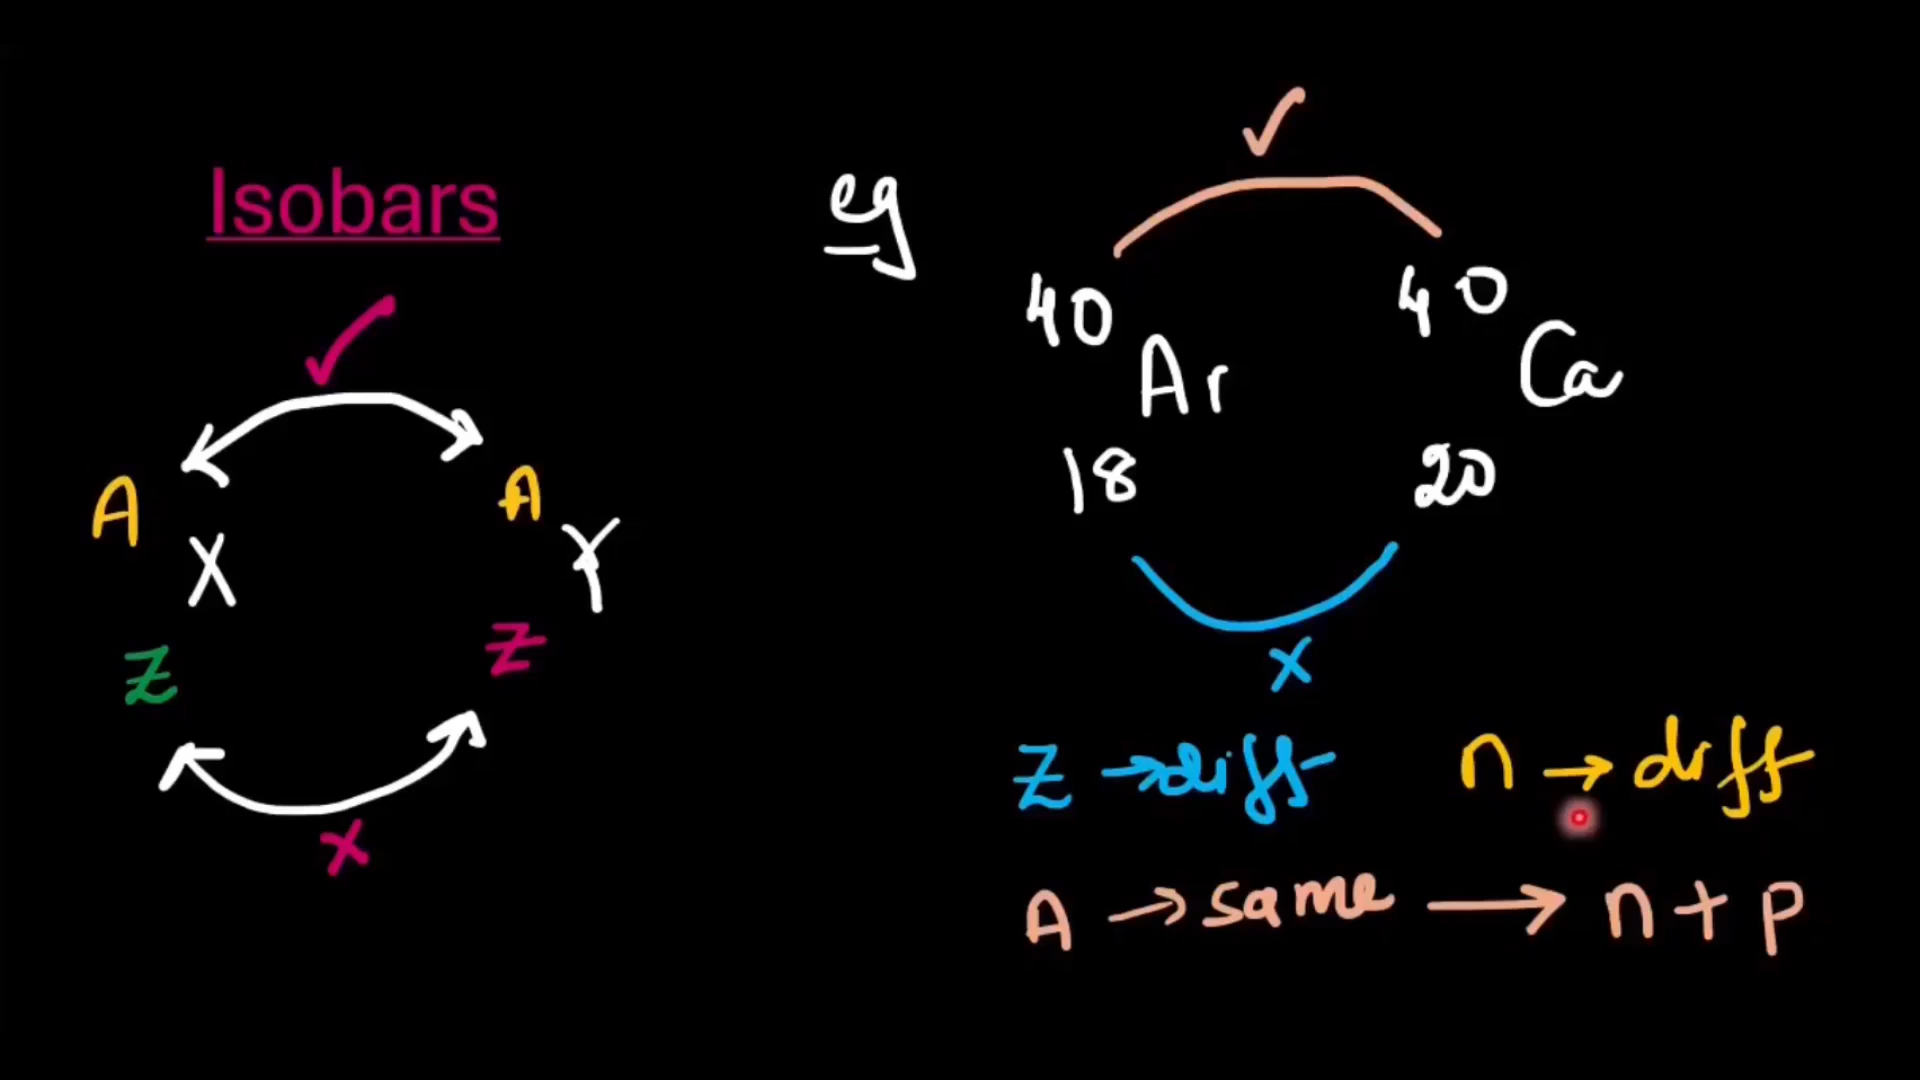 Isobars
✓
A X A Y
Z Z
x
eg
✓
40 Ar 40 Ca
18 20
x
Z → diff n → diff
A → same → n + p